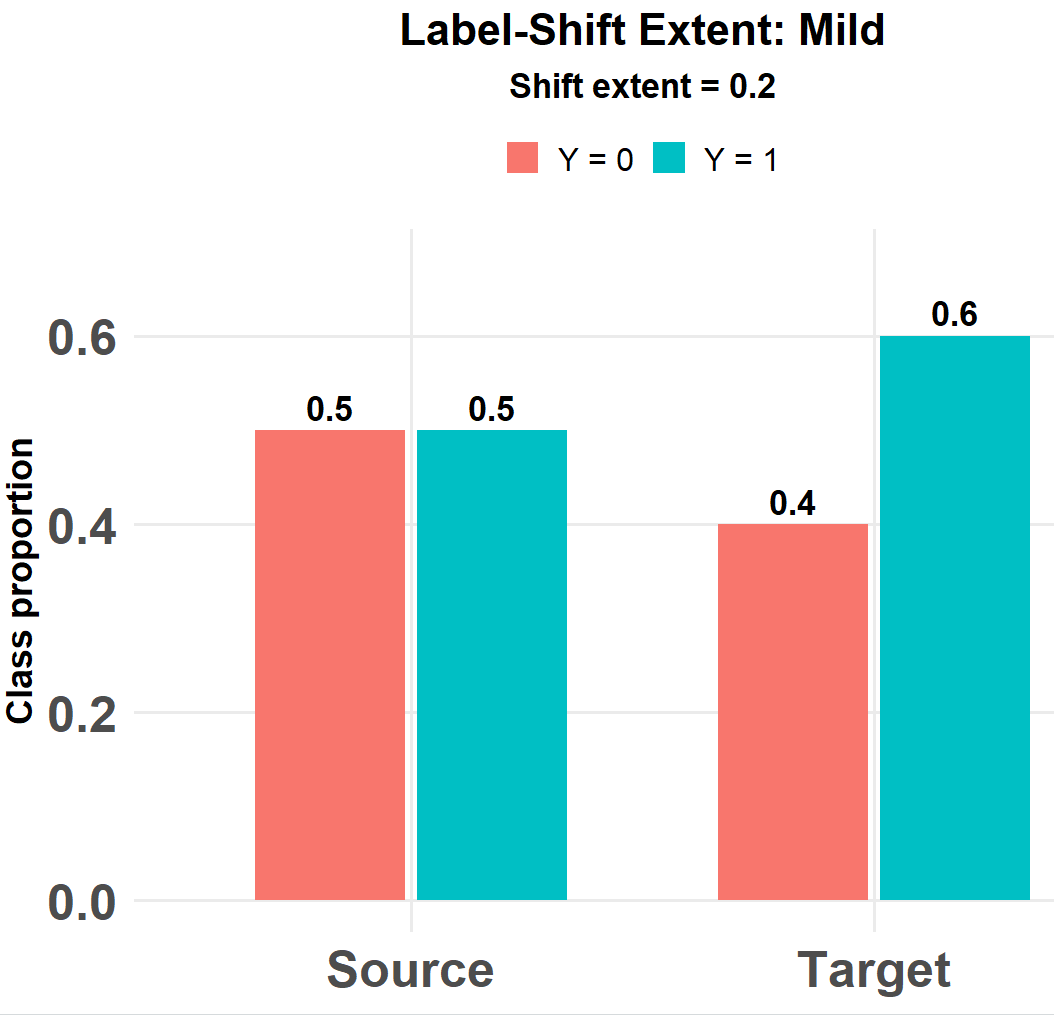 Label-Shift Extent: Mild
Shift extent = 0.2
Y = 0 Y = 1
0.6
0.6
0.5 0.5
0.4
0.4
0.2
0.0
Class proportion
Source Target